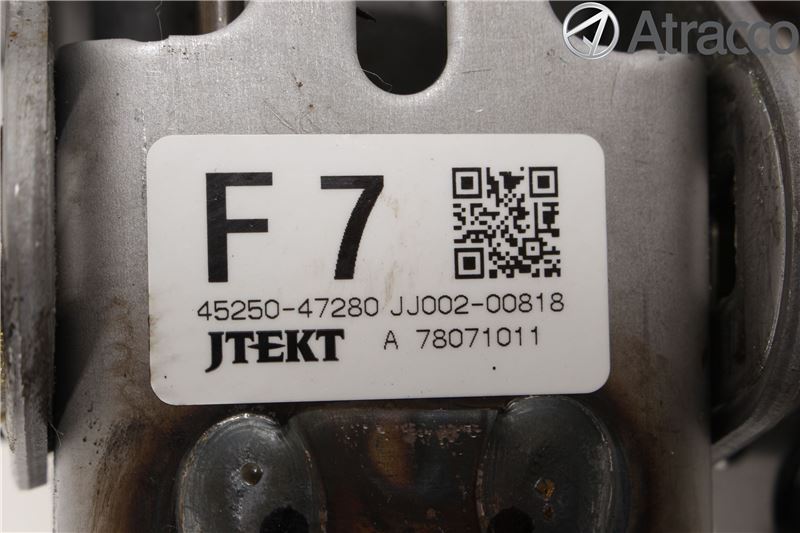 Atracco
F 7
45250-47280 JJ002-00818
JTEKT A 78071011